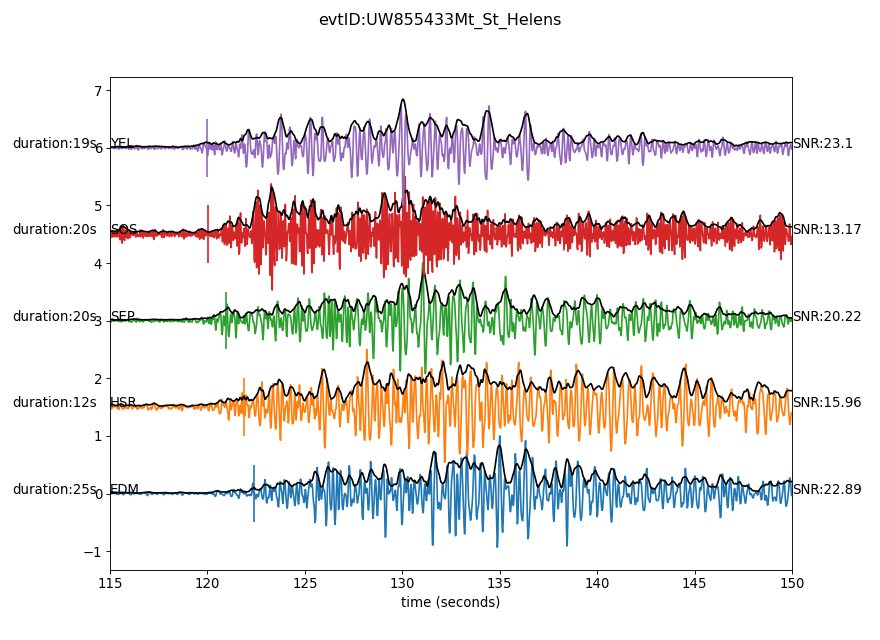 evtID:UW855433Mt_St_Helens
7
duration:19s YEL SNR:23.1
6
5
duration:20s SOS SNR:13.17
4
duration:20s SEP SNR:20.22
3
2
duration:12s HSR SNR:15.96
1
duration:25s EDM SNR:22.89
0
−1
115 120 125 130 135 140 145 150
time (seconds)